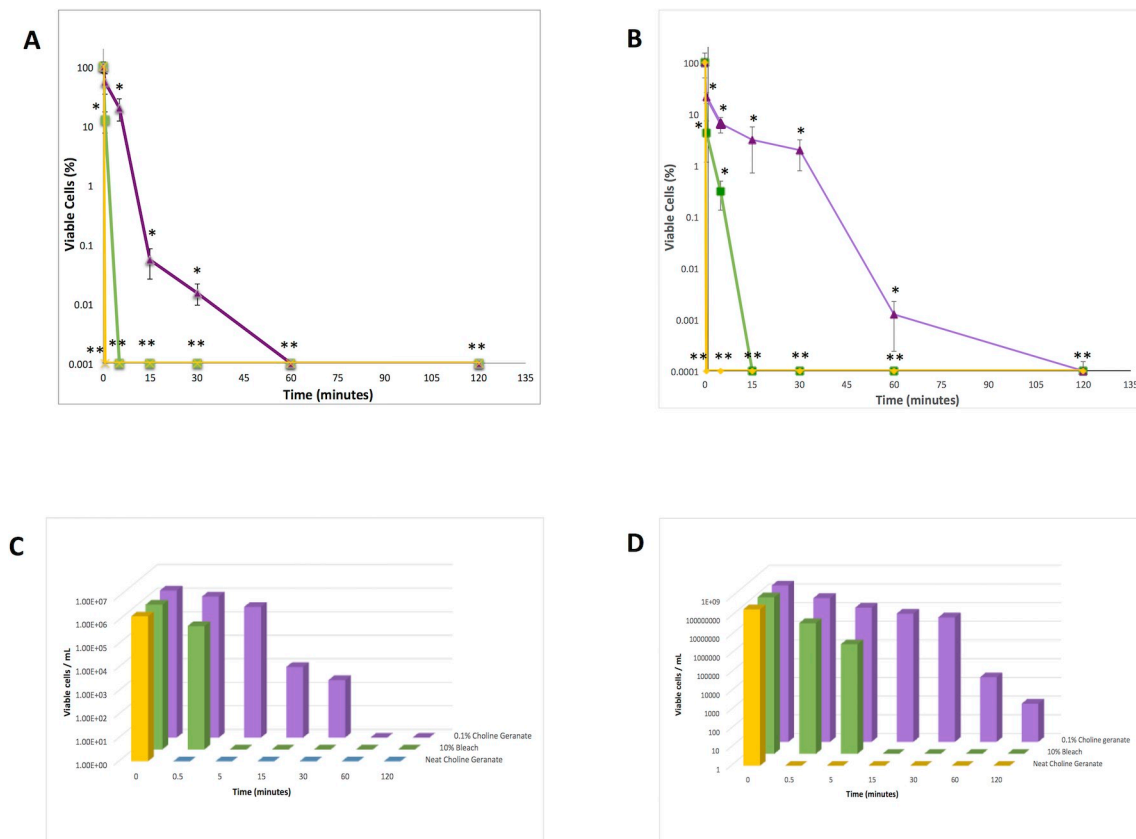 A
Viable Cells (%)
100
10
1
0.1
0.01
0.001
*
*
*
*
** ** ** ** ** **
0 15 30 45 60 75 90 105 120 135
Time (minutes)
B
Viable Cells (%)
100
10
1
0.1
0.01
0.001
0.0001
*
*
*
*
*
*
*
** ** ** ** ** **
0 15 30 45 60 75 90 105 120 135
Time (minutes)
C
Viable cells / mL
1.00E+07
1.00E+06
1.00E+05
1.00E+04
1.00E+03
1.00E+02
1.00E+01
1.00E+00
0 0.5 5 15 30 60 120
Time (minutes)
0.1% Choline Geranate
10% Bleach
Neat Choline Geranate
D
Viable cells / mL
1E+09
100000000
10000000
1000000
100000
10000
1000
100
10
1
0 0.5 5 15 30 60 120
Time (minutes)
0.1% Choline geranate
10% Bleach
Neat Choline Geranate